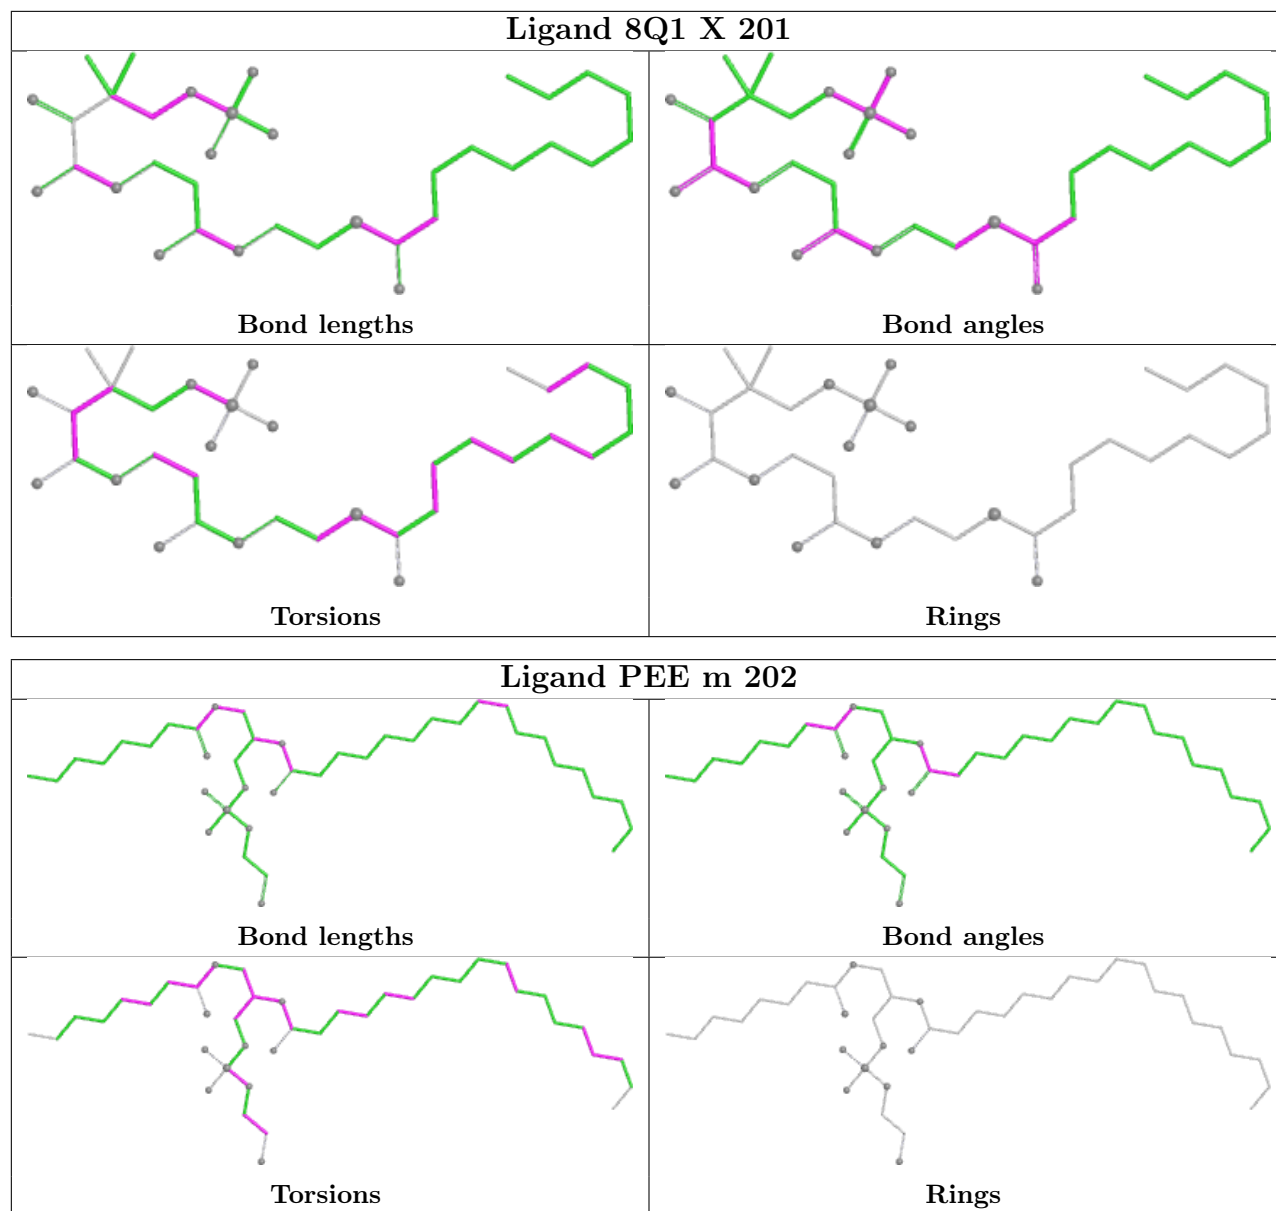 Ligand 8Q1 X 201
Bond lengths
Bond angles
Torsions
Rings
Ligand PEE m 202
Bond lengths
Bond angles
Torsions
Rings